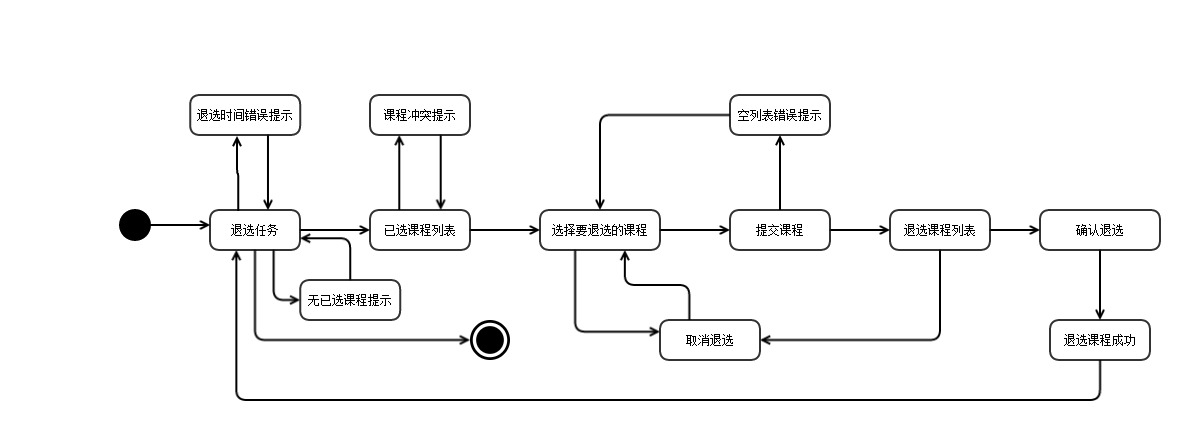 退选时间错误提示
课程冲突提示
空列表错误提示
退选任务
已选课程列表
选择要退选的课程
提交课程
退选课程列表
确认退选
无已选课程提示
取消退选
退选课程成功